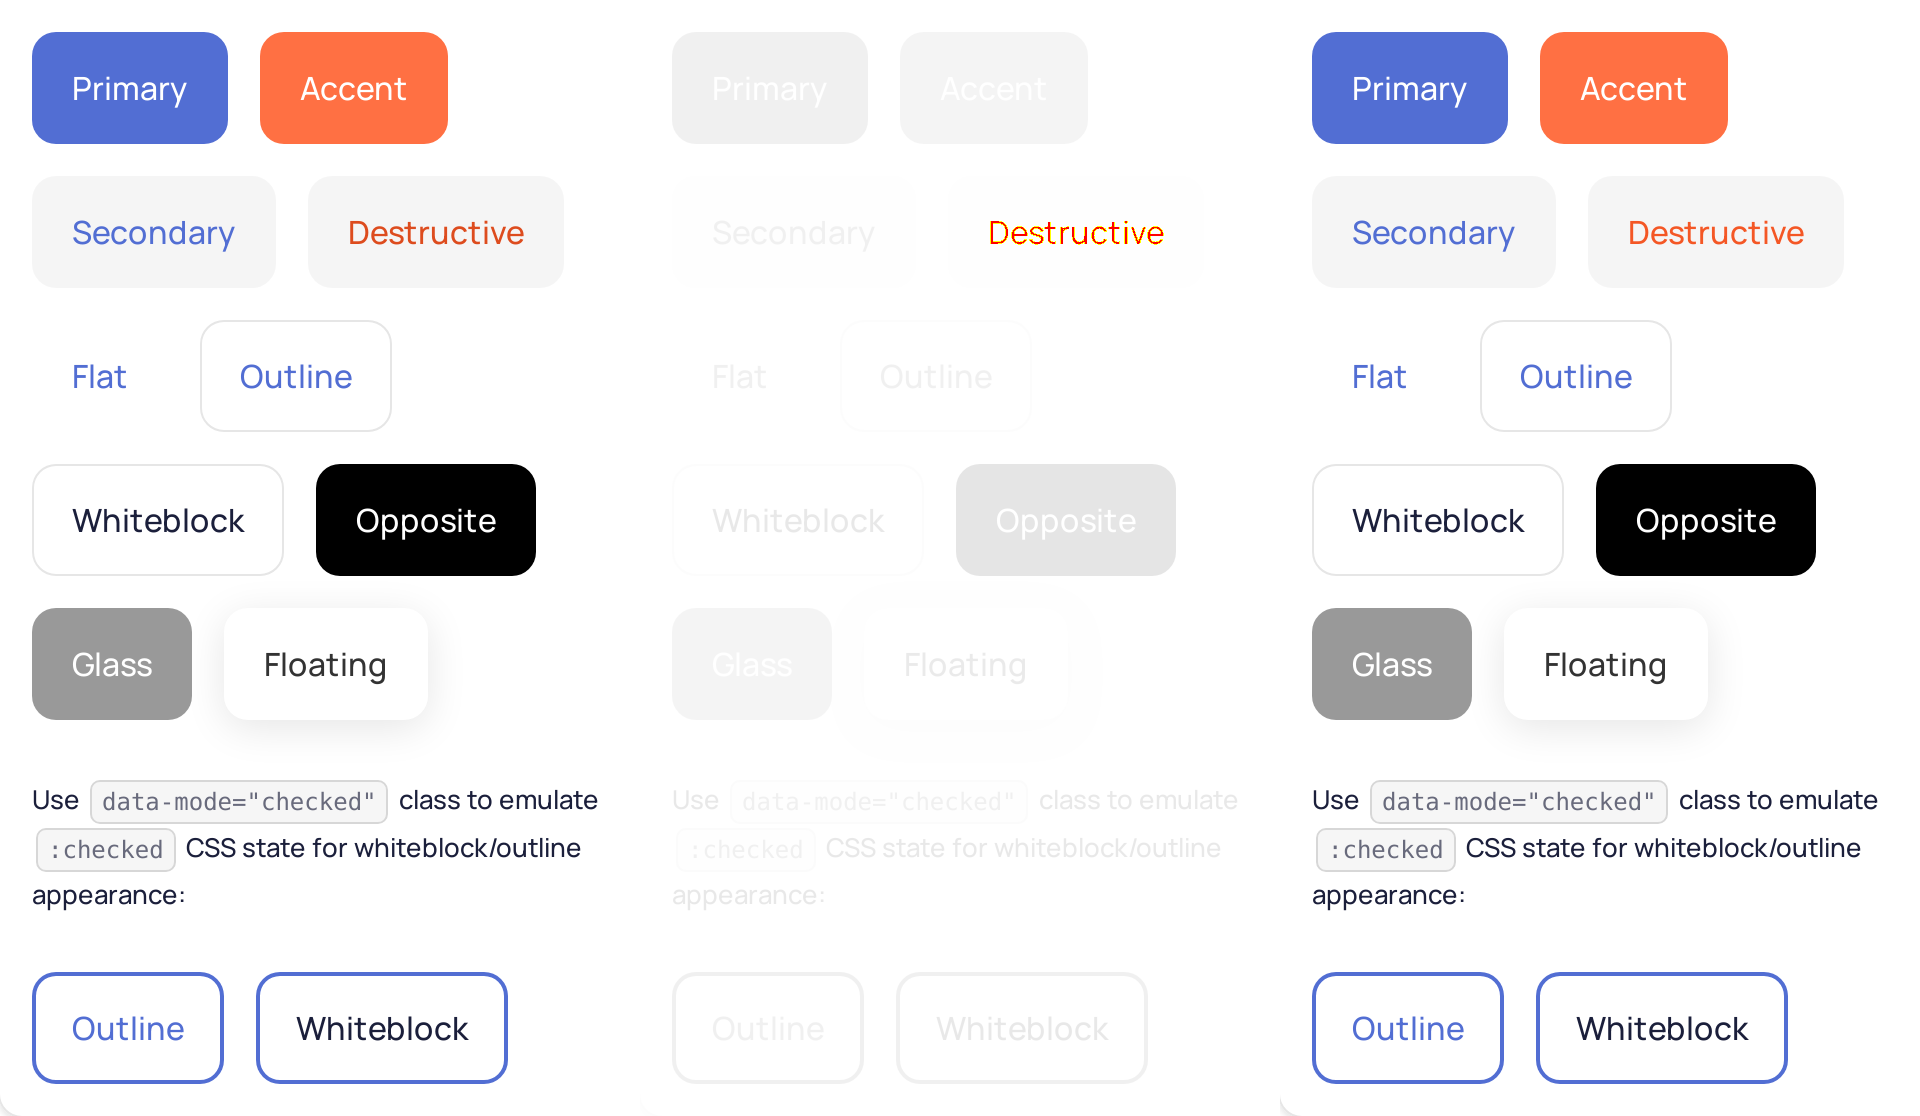 Primary Accent
Secondary Destructive
Flat Outline
Whiteblock Opposite
Glass Floating
Use data-mode="checked" class to emulate
:checked CSS state for whiteblock/outline
appearance:
Outline Whiteblock
Primary Accent
Secondary Destructive
Flat Outline
Whiteblock Opposite
Glass Floating
Use data-mode="checked" class to emulate
:checked CSS state for whiteblock/outline
appearance:
Outline Whiteblock
Primary Accent
Secondary Destructive
Flat Outline
Whiteblock Opposite
Glass Floating
Use data-mode="checked" class to emulate
:checked CSS state for whiteblock/outline
appearance:
Outline Whiteblock